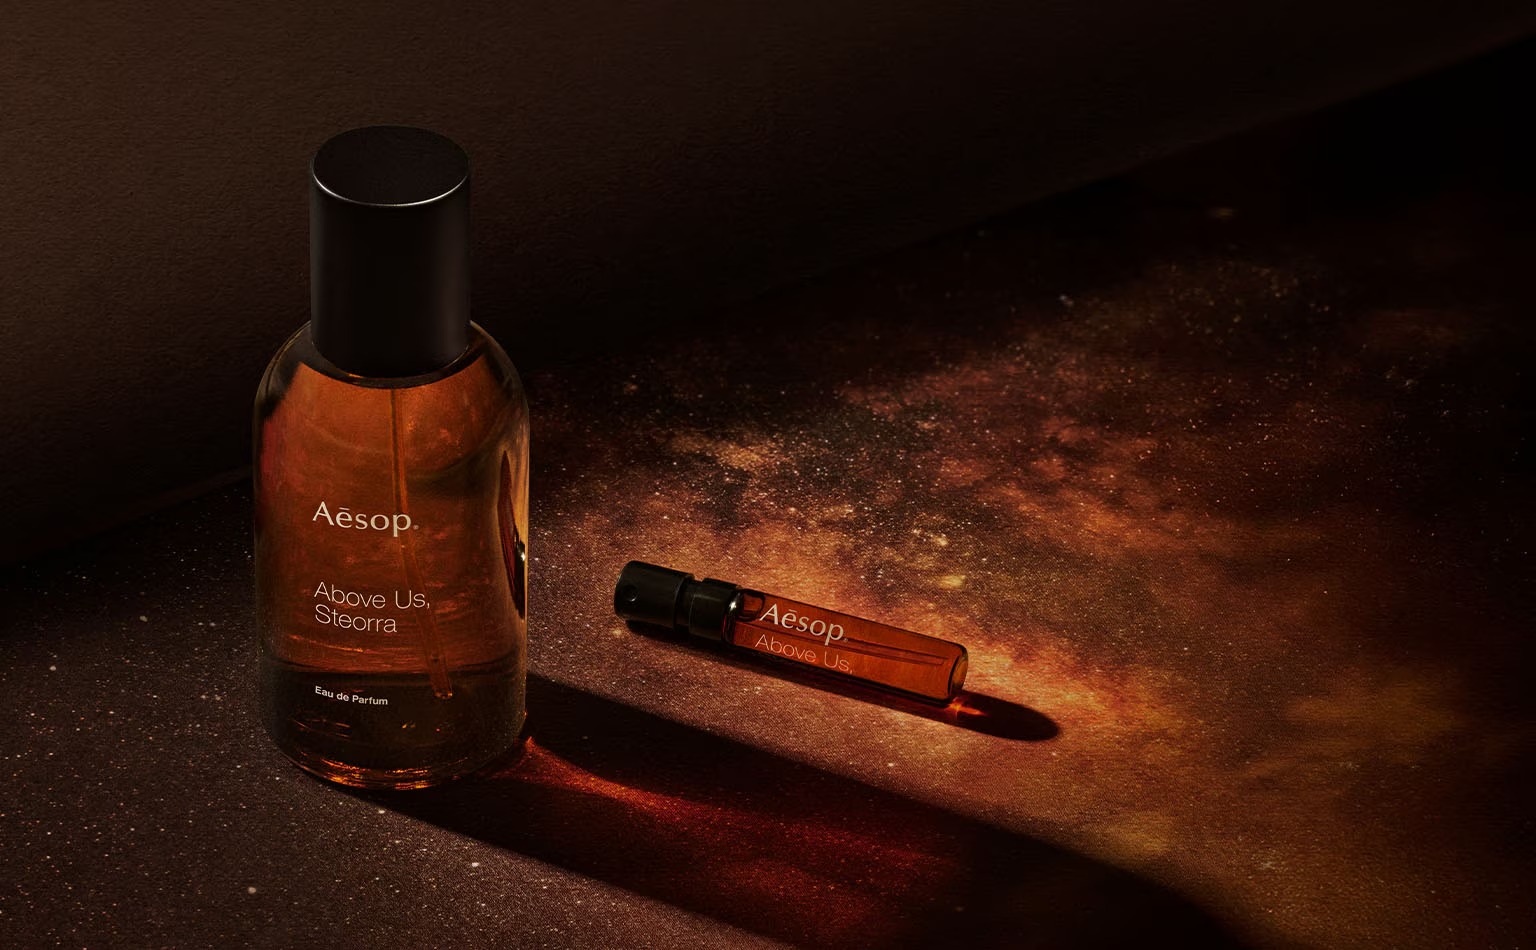 Aēsop.
Above Us,
Steorra
Eau de Parfum
Aēsop.
Above Us,